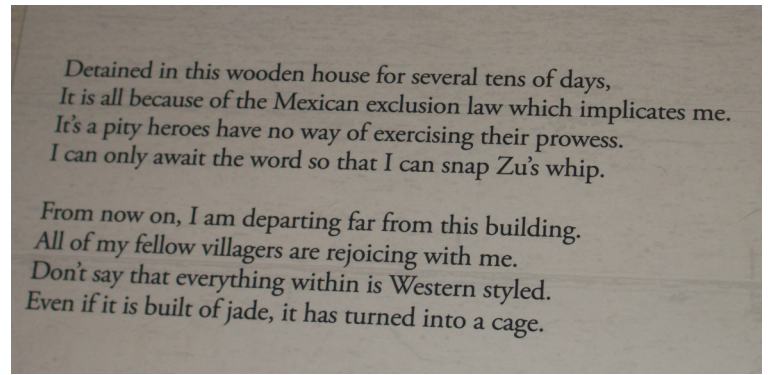 Detained in this wooden house for several tens of days,
It is all because of the Mexican exclusion law which implicates me.
It's a pity heroes have no way of exercising their prowess.
I can only await the word so that I can snap Zu's whip.
From now on, I am departing far from this building.
All of my fellow villagers are rejoicing with me.
Don't say that everything within is Western styled.
Even if it is built of jade, it has turned into a cage.